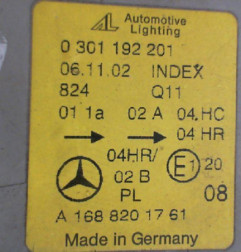 AL Automotive Lighting
0 301 192 201
06.11.02 INDEX
824 Q11
01 1a 02 A 04.HC
04 HR
04HR/ E1 20
02 B
PL 08
A 168 820 17 61
Made in Germany